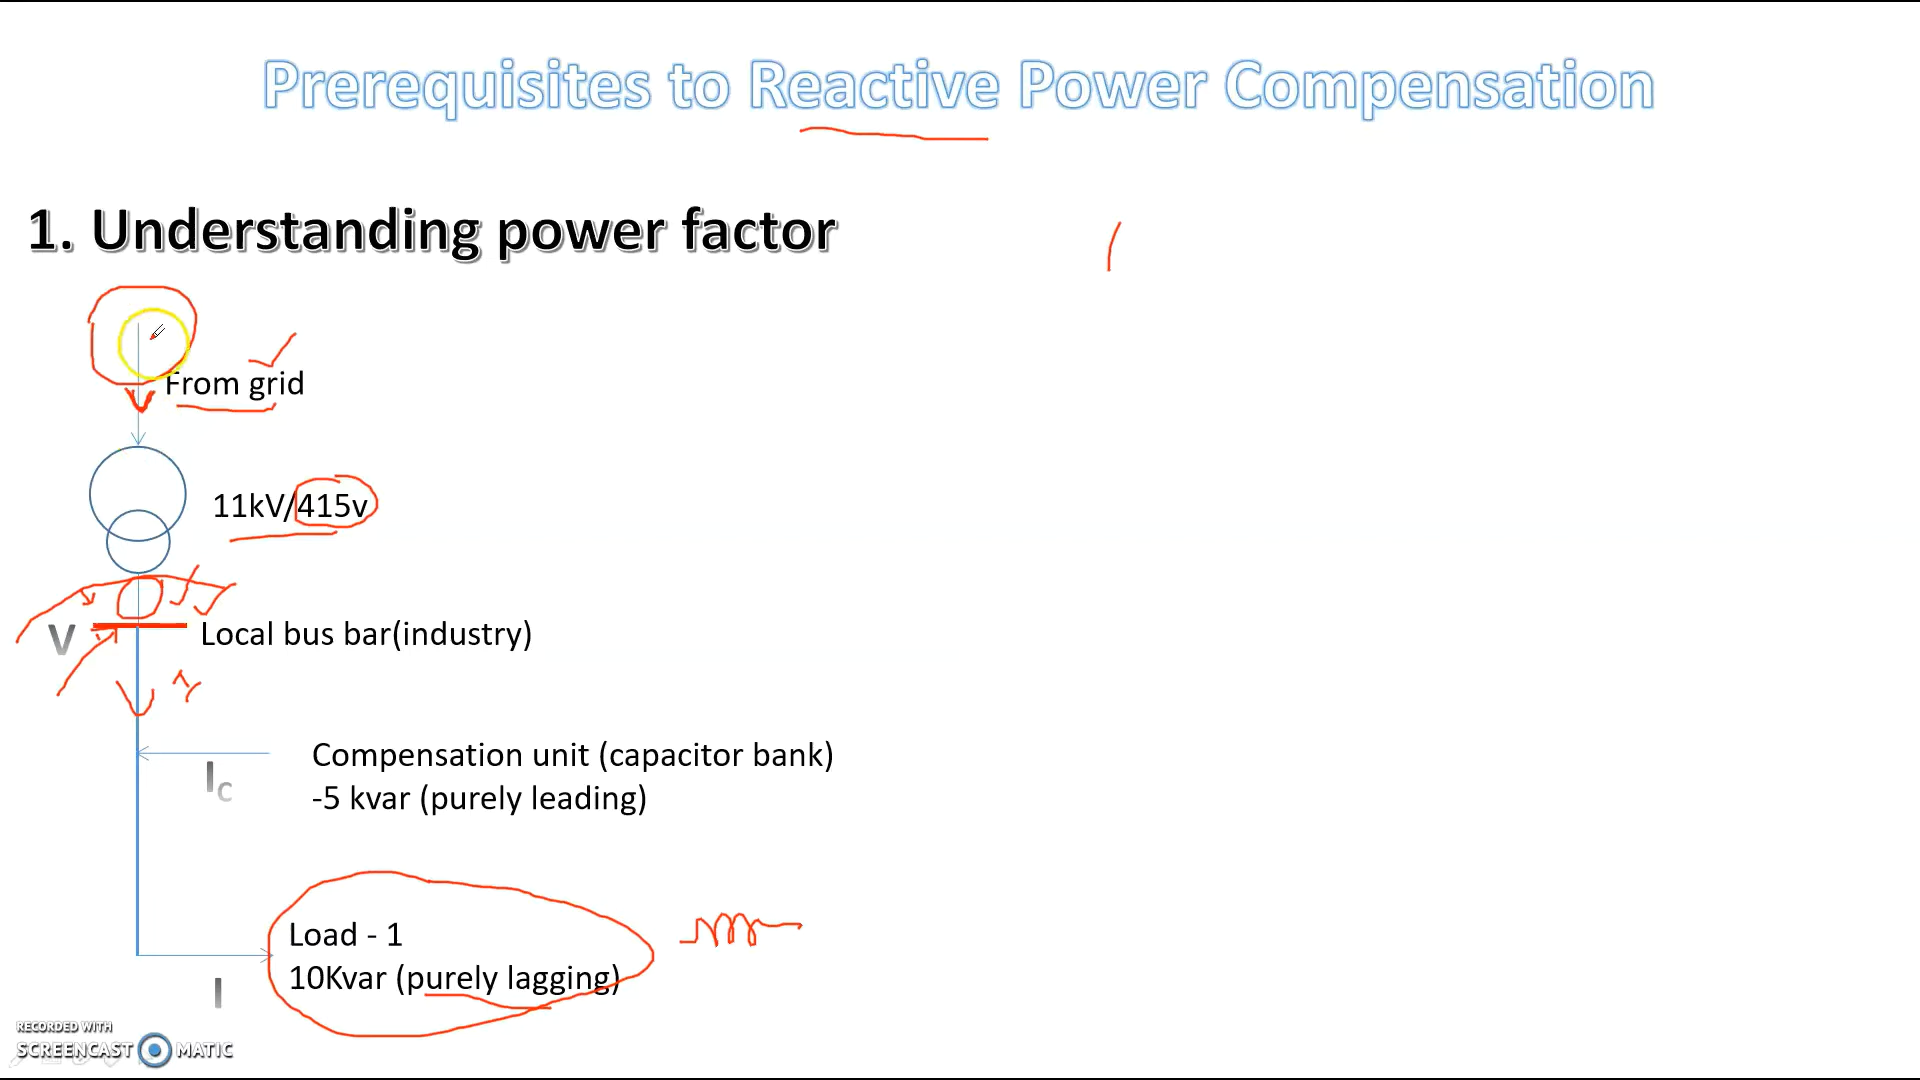 Prerequisites to Reactive Power Compensation
1. Understanding power factor
From grid
11kV/415v
V
Local bus bar(industry)
I_C
Compensation unit (capacitor bank)
-5 kvar (purely leading)
Load - 1
10Kvar (purely lagging)
I
RECORDED WITH
SCREENCAST MATIC